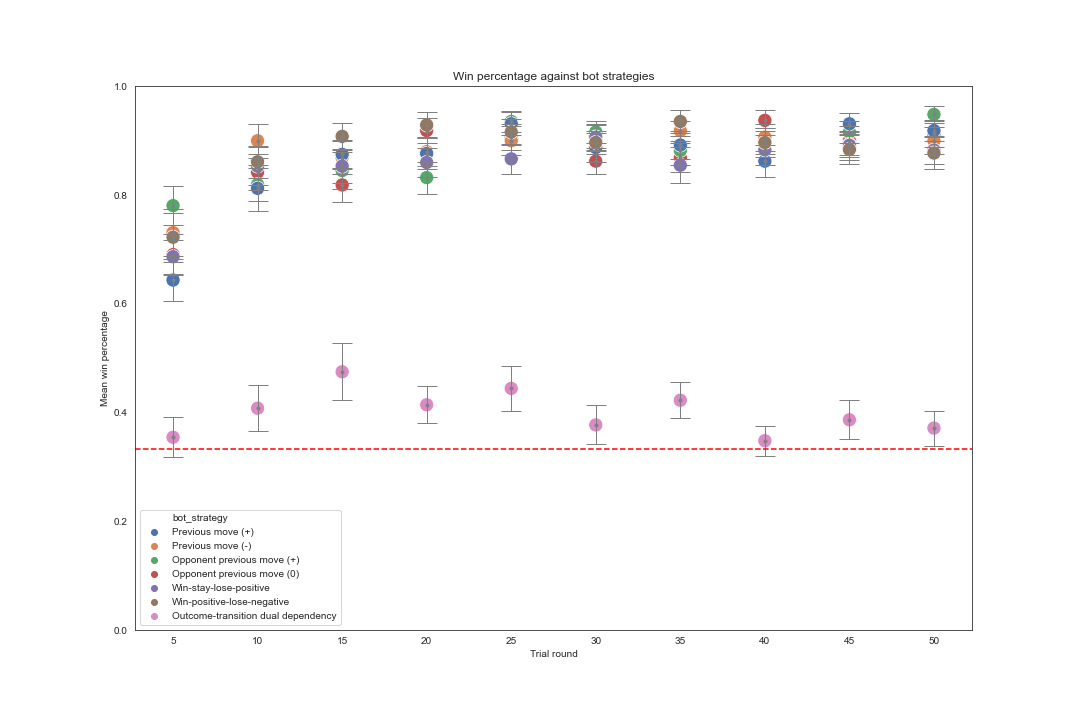 Win percentage against bot strategies
1.0
0.8
0.6
0.4
0.2
0.0
Mean win percentage
bot_strategy
Previous move (+)
Previous move (-)
Opponent previous move (+)
Opponent previous move (0)
Win-stay-lose-positive
Win-positive-lose-negative
Outcome-transition dual dependency
5 10 15 20 25 30 35 40 45 50
Trial round